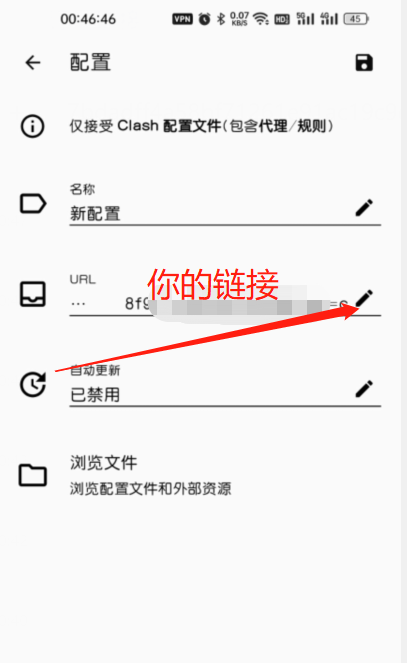 00:46:46 VPN 0.07 KB/S HD 5G 4G 45
配置
仅接受 Clash 配置文件(包含代理/规则)
名称
新配置
URL
你的链接
... 8f9 =c
自动更新
已禁用
浏览文件
浏览配置文件和外部资源